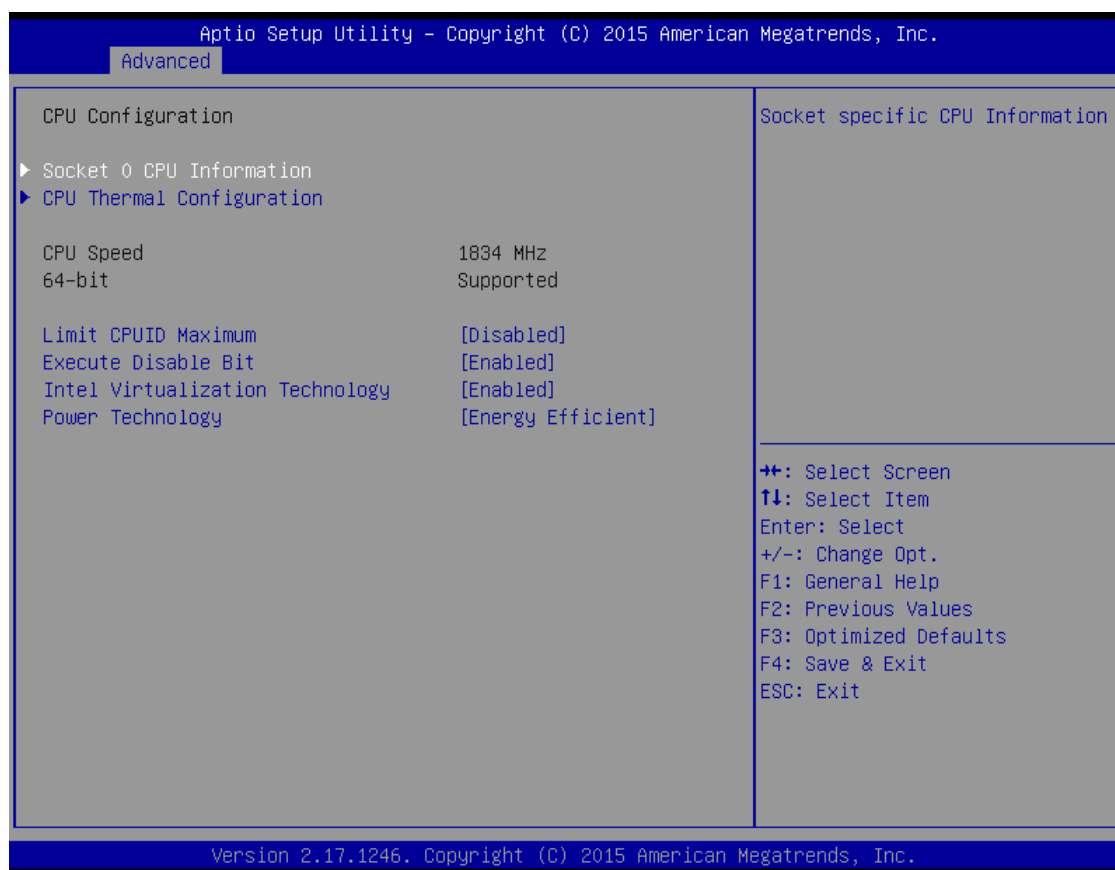 Aptio Setup Utility – Copyright (C) 2015 American Megatrends, Inc.
Advanced
CPU Configuration
Socket specific CPU Information
Socket 0 CPU Information
CPU Thermal Configuration
CPU Speed 1834 MHz
64-bit Supported
Limit CPUID Maximum [Disabled]
Execute Disable Bit [Enabled]
Intel Virtualization Technology [Enabled]
Power Technology [Energy Efficient]
→←: Select Screen
↑↓: Select Item
Enter: Select
+/-: Change Opt.
F1: General Help
F2: Previous Values
F3: Optimized Defaults
F4: Save & Exit
ESC: Exit
Version 2.17.1246. Copyright (C) 2015 American Megatrends, Inc.